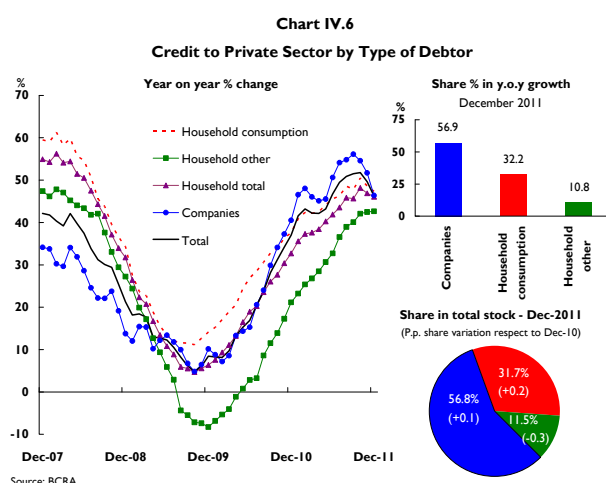 Chart IV.6
Credit to Private Sector by Type of Debtor
Year on year % change
%
70
60
50
40
30
20
10
0
-10
Household consumption
Household other
Household total
Companies
Total
Dec-07
Dec-08
Dec-09
Dec-10
Dec-11
Source: BCRA
Share % in y.o.y growth
December 2011
%
75
50
25
0
56.9
32.2
10.8
Companies
Household
consumption
Household
other
Share in total stock - Dec-2011
(P.p. share variation respect to Dec-10)
31.7%
(+0.2)
56.8%
(+0.1)
11.5%
(-0.3)